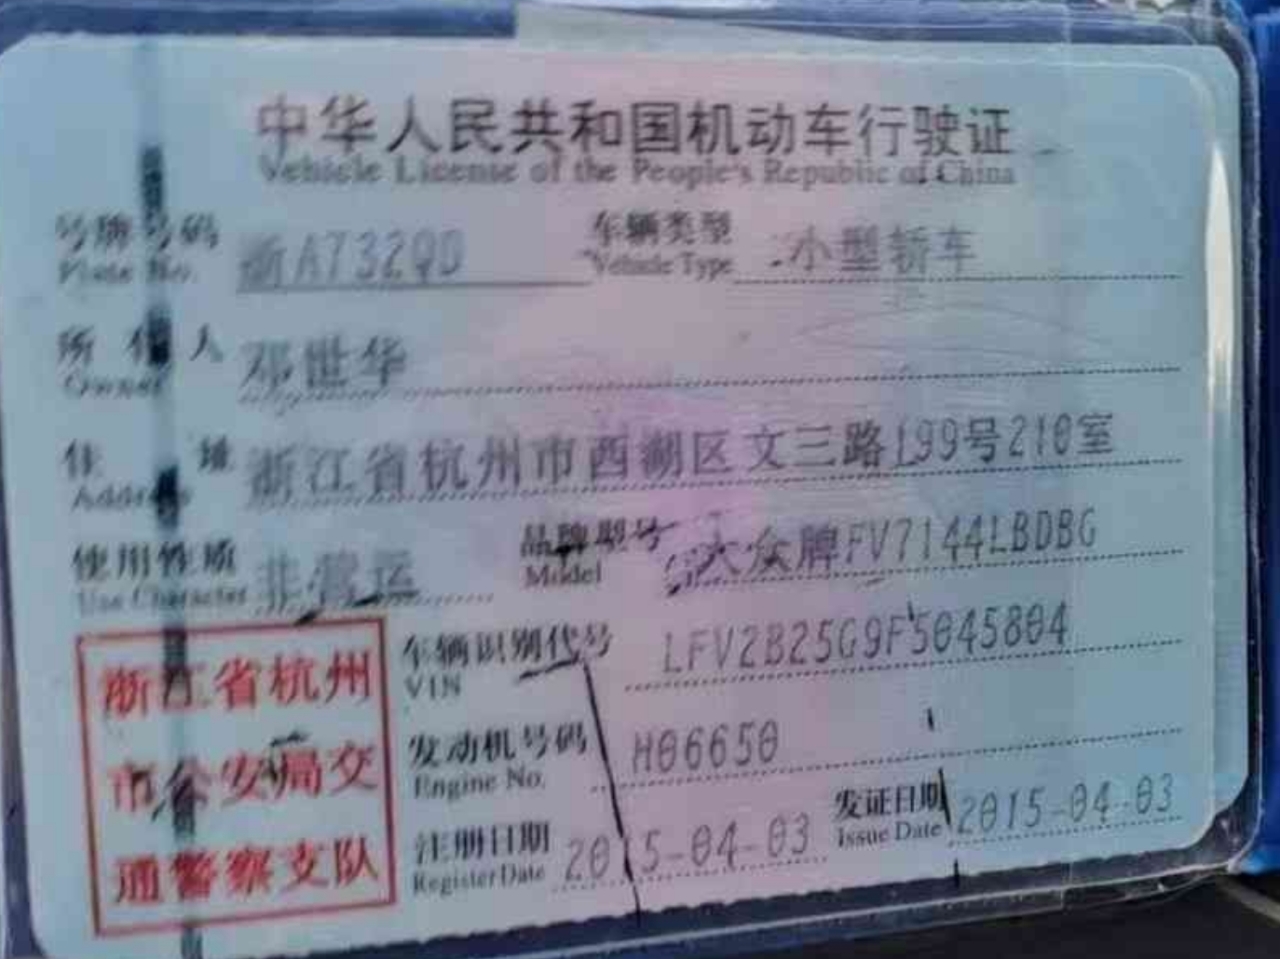 中华人民共和国机动车行驶证
Vehicle License of the People's Republic of China
号牌号码 浙A732QD 车辆类型 小型轿车
Plate No. Vehicle Type
所有人 邓世华
Owner
住址 浙江省杭州市西湖区文三路199号210室
Address
使用性质 非营运 品牌型号 大众牌FV7144LBDBG
Use Character Model
浙江省杭州
市公安局交
通警察支队
车辆识别代号 LFV2B25G9F5045804
VIN
发动机号码 H06650
Engine No.
注册日期 2015-04-03 发证日期 2015-04-03
Register Date Issue Date